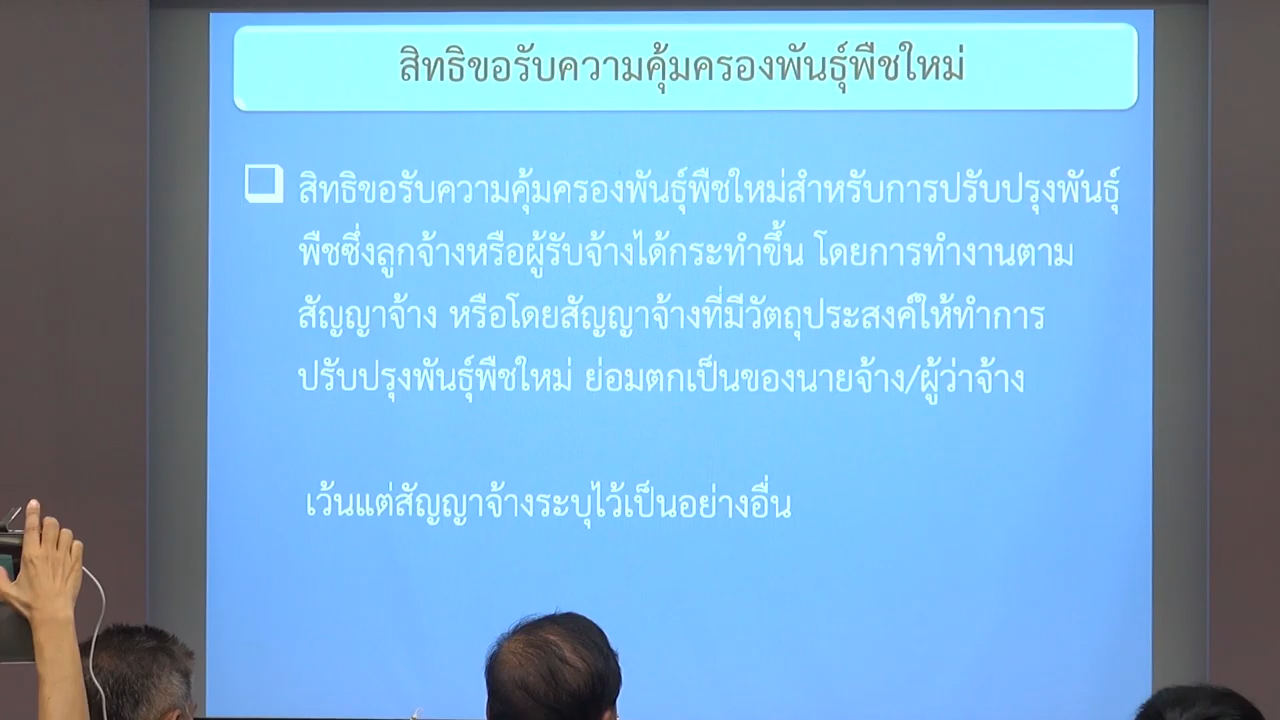 สิทธิขอรับความคุ้มครองพันธุ์พืชใหม่
สิทธิขอรับความคุ้มครองพันธุ์พืชใหม่สำหรับการปรับปรุงพันธุ์
พืชซึ่งลูกจ้างหรือผู้รับจ้างได้กระทำขึ้น โดยการทำงานตาม
สัญญาจ้าง หรือโดยสัญญาจ้างที่มีวัตถุประสงค์ให้ทำการ
ปรับปรุงพันธุ์พืชใหม่ ย่อมตกเป็นของนายจ้าง/ผู้ว่าจ้าง
เว้นแต่สัญญาจ้างระบุไว้เป็นอย่างอื่น